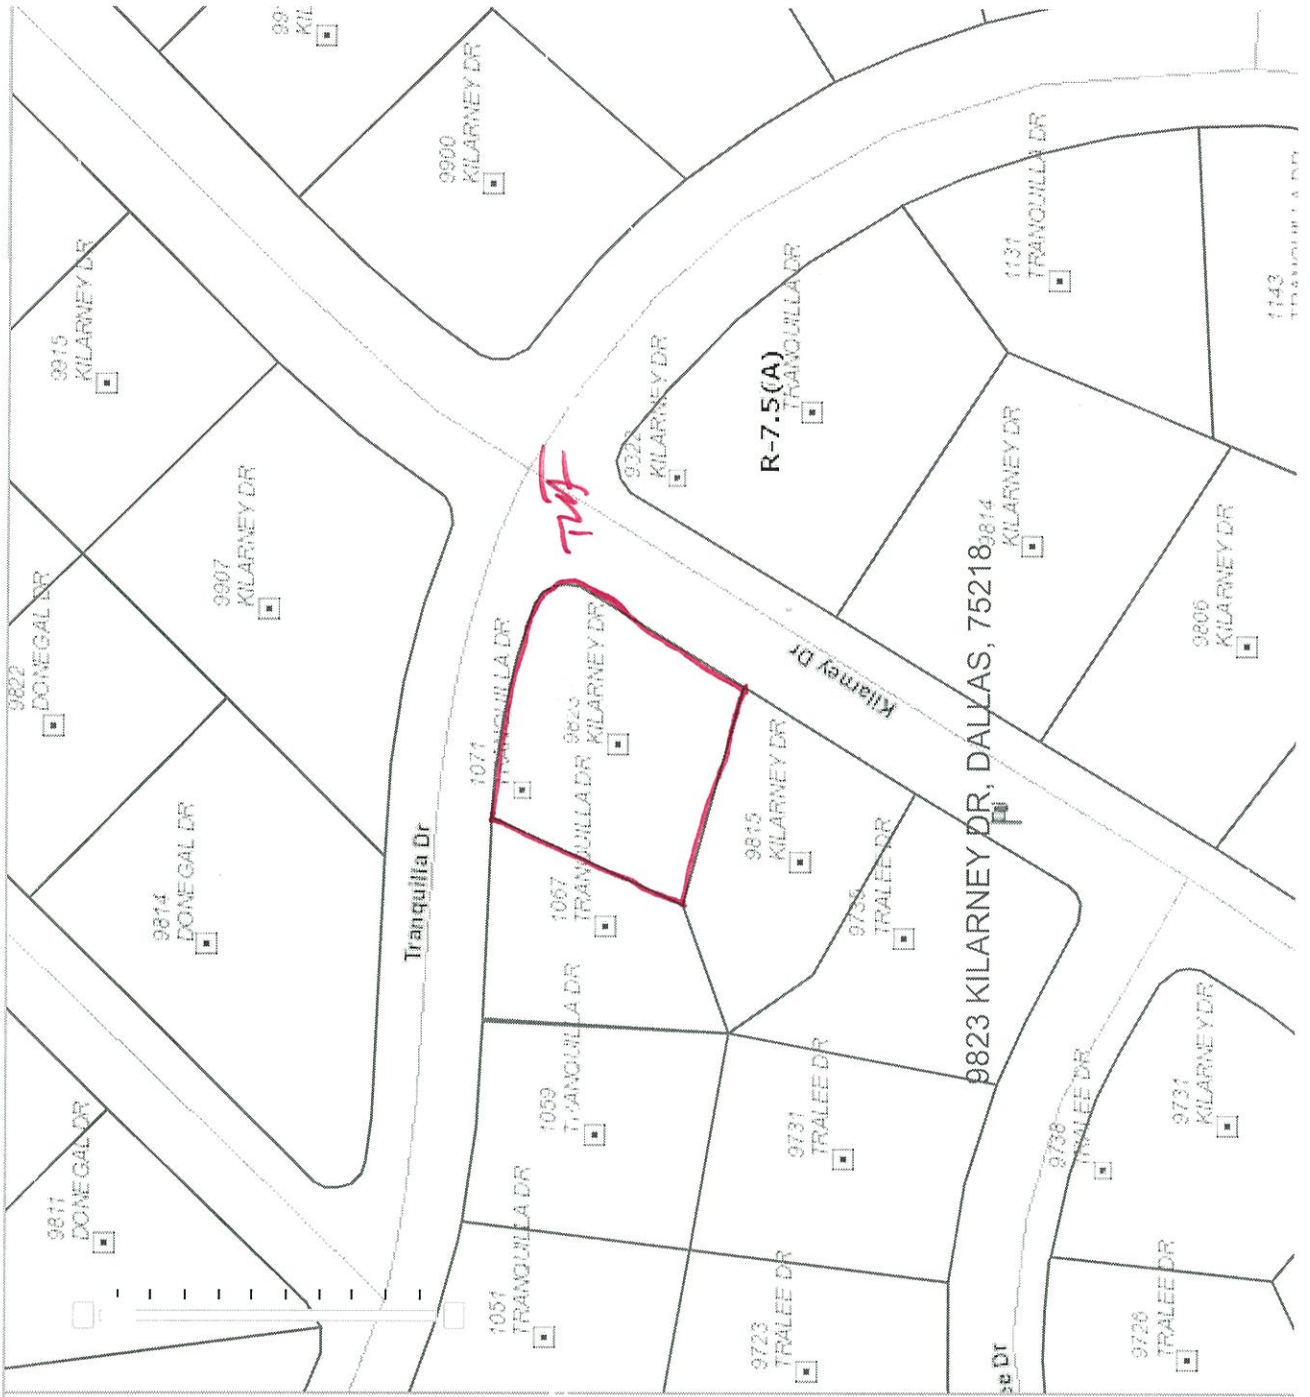 9900
KILARNEY DR
9915
KILARNEY DR
1131
TRANQUILLA DR
1143
R-7.5(A)
TRANQUILLA DR
KILARNEY DR
9814
KILARNEY DR
9907
KILARNEY DR
9806
KILARNEY DR
9822
DONEGAL DR
1071
TRANQUILLA DR
9823
KILARNEY DR
Kilarney Dr
9823 KILARNEY DR, DALLAS, 75218
9815
KILARNEY DR
1067
TRANQUILLA DR
9814
DONEGAL DR
Tranquilla Dr
TRALEE DR
1059
TRANQUILLA DR
9731
TRALEE DR
9738
TRALEE DR
9731
KILARNEY DR
9811
DONEGAL DR
1051
TRANQUILLA DR
9723
TRALEE DR
TRALEE DR